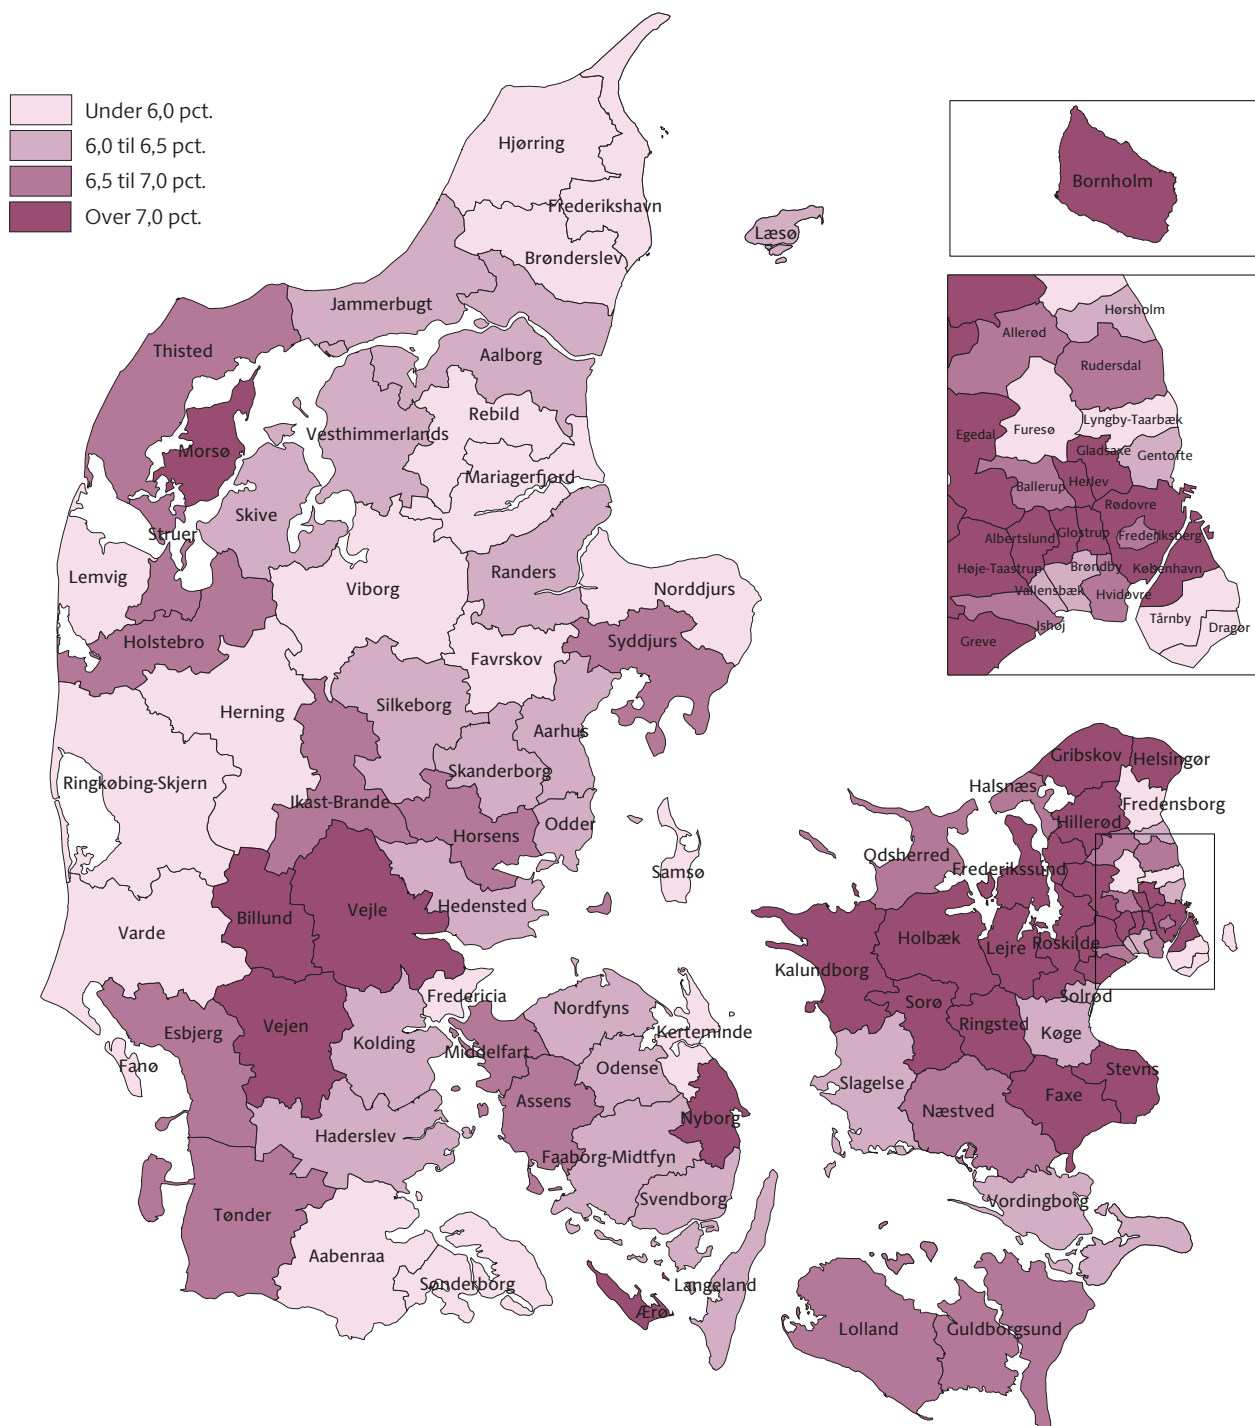 Under 6,0 pct.
6,0 til 6,5 pct.
6,5 til 7,0 pct.
Over 7,0 pct.
Hjørring
Frederikshavn
Brønderslev
Læsø
Jammerbugt
Thisted
Aalborg
Rebild
Vesthimmerlands
Morsø
Mariagerfjord
Skive
Struer
Lemvig
Viborg
Randers
Norddjurs
Holstebro
Favrskov
Syddjurs
Silkeborg
Herning
Aarhus
Skanderborg
Ringkøbing-Skjern
Ikast-Brande
Horsens
Odder
Samsø
Hedensted
Billund
Vejle
Varde
Fredericia
Esbjerg
Vejen
Kolding
Fanø
Nordfyns
Kerteminde
Middelfart
Odense
Assens
Nyborg
Haderslev
Faaborg-Midtfyn
Svendborg
Tønder
Aabenraa
Sønderborg
Langeland
Ærø
Bornholm
Hørsholm
Allerød
Rudersdal
Furesø
Lyngby-Taarbæk
Egedal
Gladsaxe
Gentofte
Ballerup
Herlev
Rødovre
Albertslund
Glostrup
Frederiksberg
Høje-Taastrup
Brøndby
København
Vallensbæk
Hvidovre
Ishøj
Tårnby
Dragør
Greve
Gribskov
Helsingør
Halsnæs
Fredensborg
Hillerød
Odsherred
Frederikssund
Holbæk
Lejre
Roskilde
Kalundborg
Solrød
Sorø
Ringsted
Køge
Slagelse
Stevns
Næstved
Faxe
Vordingborg
Lolland
Guldborgsund